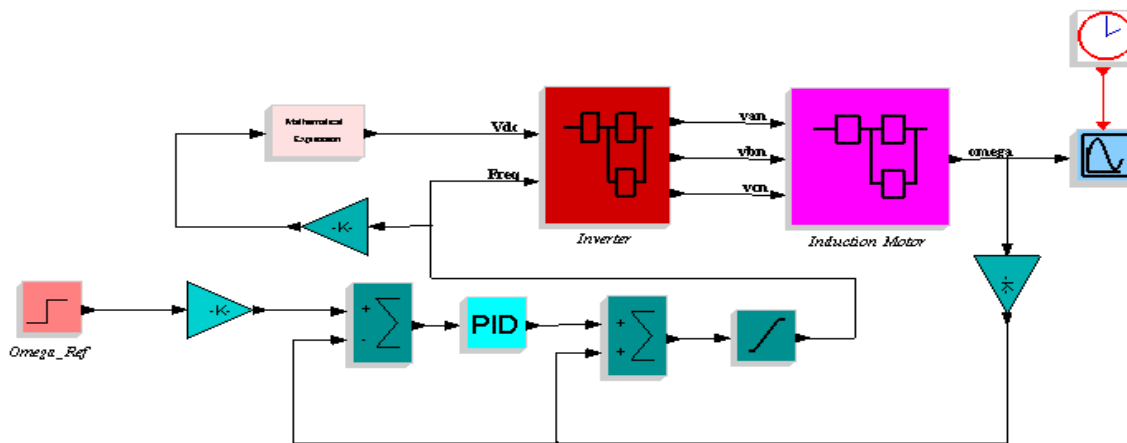 Mathematical
Expression
Vdc
van
vbn
omega
Freq
vcn
-K-
Inverter
Induction Motor
-K-
-K-
+
-
Σ
PID
+
+
Σ
Omega_Ref